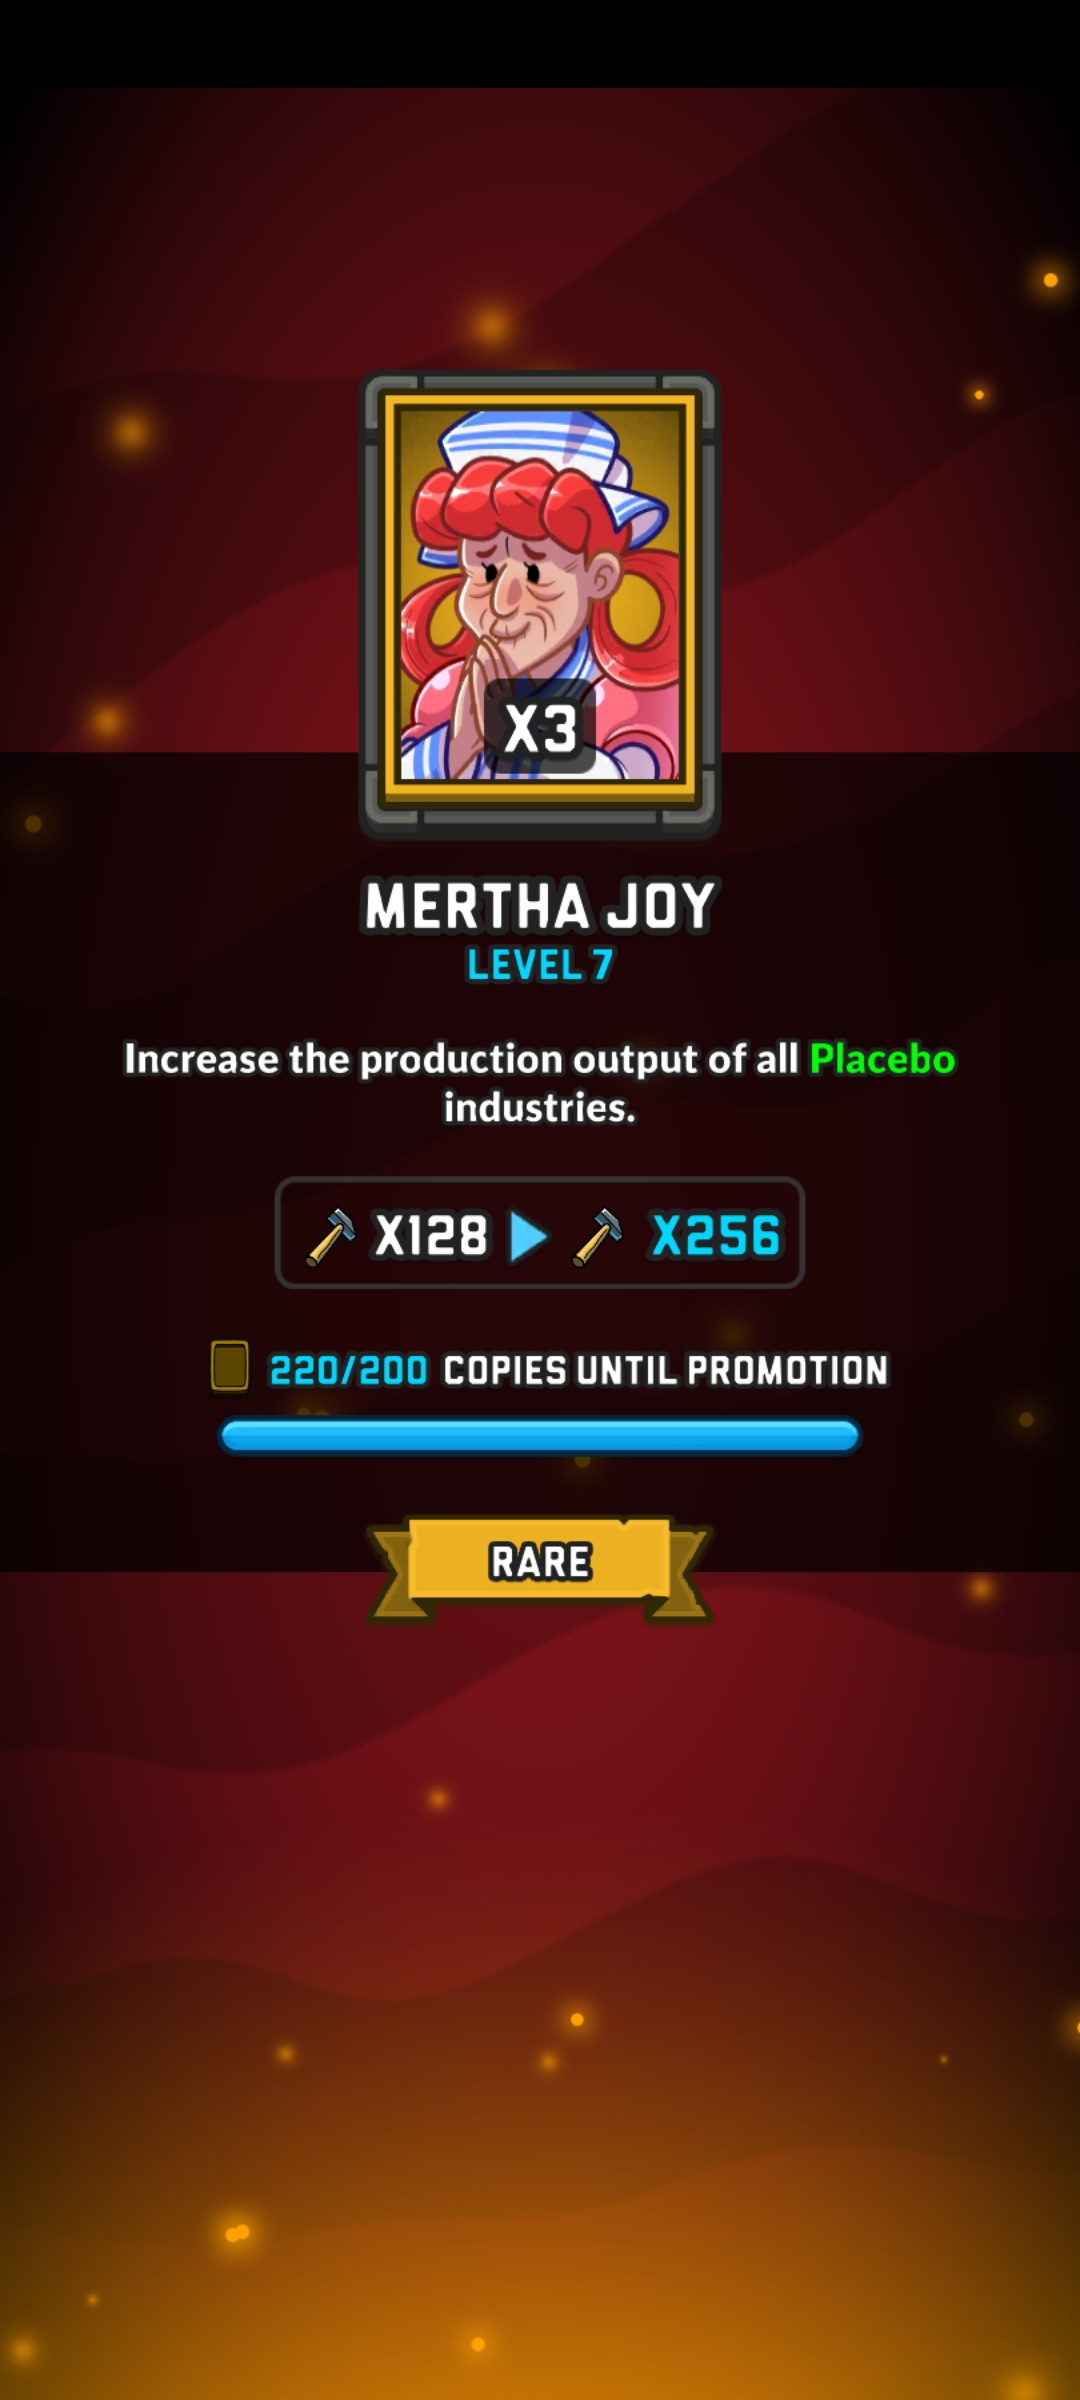 X3
MERTHA JOY
LEVEL 7
Increase the production output of all Placebo
industries.
X128 X256
220/200 COPIES UNTIL PROMOTION
RARE